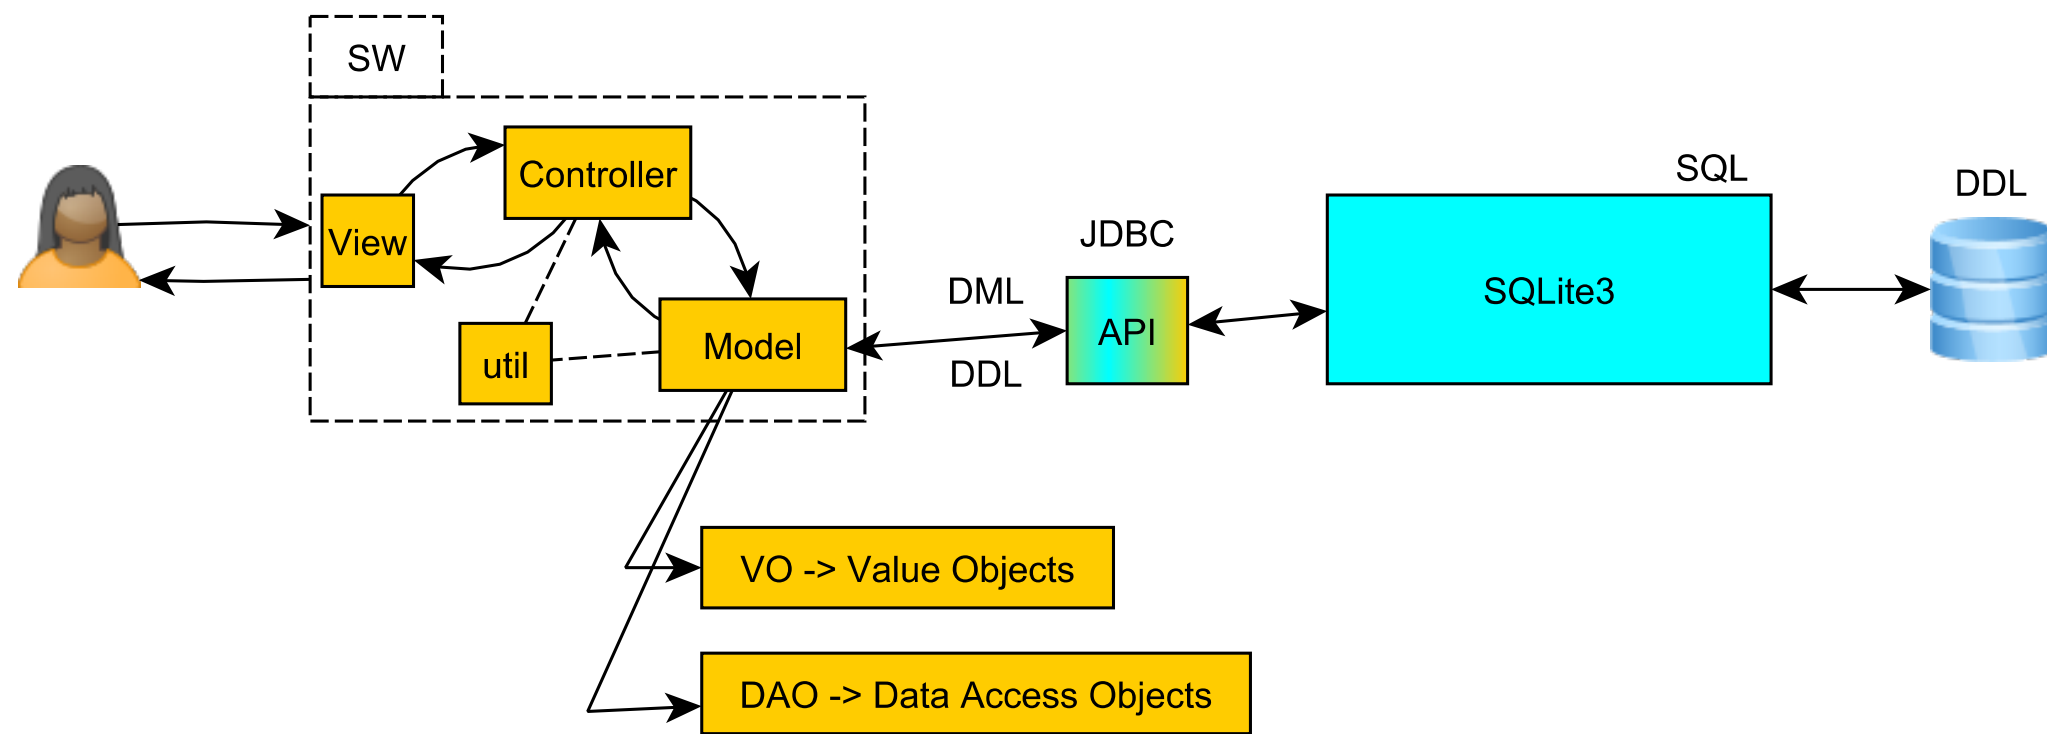 SW
Controller
View
util
Model
DML
DDL
JDBC
API
SQL
SQLite3
DDL
VO -> Value Objects
DAO -> Data Access Objects